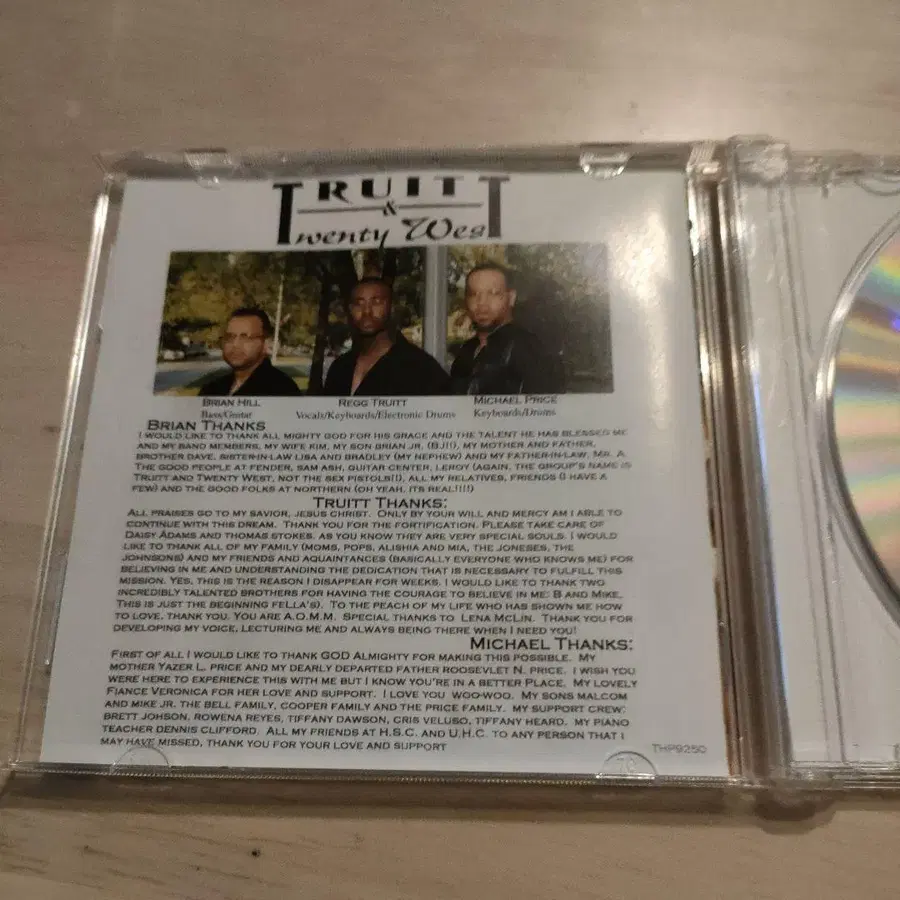 TRUITT
&
Twenty West
BRIAN HILL
Bass/Guitar
REGG TRUITT
Vocals/Keyboards/Electronic Drums
MICHAEL PRICE
Keyboards/Drums
BRIAN THANKS
I WOULD LIKE TO THANK ALL MIGHTY GOD FOR HIS GRACE AND THE TALENT HE HAS BLESSED ME
AND MY BAND MEMBERS, MY WIFE KIM, MY SON BRIAN JR. (BJ!!), MY MOTHER AND FATHER,
BROTHER DAVE, SISTER-IN-LAW LISA AND BRADLEY (MY NEPHEW) AND MY FATHER-IN-LAW, MR. A
THE GOOD PEOPLE AT FENDER, SAM ASH, GUITAR CENTER, LEROY (AGAIN, THE GROUP'S NAME IS
TRUITT AND TWENTY WEST, NOT THE SEX PISTOLS!!), ALL MY RELATIVES, FRIENDS (I HAVE A
FEW) AND THE GOOD FOLKS AT NORTHERN (OH YEAH, ITS REAL!!!!)
TRUITT THANKS:
ALL PRAISES GO TO MY SAVIOR, JESUS CHRIST. ONLY BY YOUR WILL AND MERCY AM I ABLE TO
CONTINUE WITH THIS DREAM. THANK YOU FOR THE FORTIFICATION. PLEASE TAKE CARE OF
DAISY ADAMS AND THOMAS STOKES, AS YOU KNOW THEY ARE VERY SPECIAL SOULS. I WOULD
LIKE TO THANK ALL OF MY FAMILY (MOMS, POPS, ALISHIA AND MIA, THE JONESES, THE
JOHNSONS) AND MY FRIENDS AND AQUAINTANCES (BASICALLY EVERYONE WHO KNOWS ME) FOR
BELIEVING IN ME AND UNDERSTANDING THE DEDICATION THAT IS NECESSARY TO FULFILL THIS
MISSION. YES, THIS IS THE REASON I DISAPPEAR FOR WEEKS. I WOULD LIKE TO THANK TWO
INCREDIBLY TALENTED BROTHERS FOR HAVING THE COURAGE TO BELIEVE IN ME: B AND MIKE,
THIS IS JUST THE BEGINNING FELLA'S). TO THE PEACH OF MY LIFE WHO HAS SHOWN ME HOW
TO LOVE, THANK YOU. YOU ARE A.O.M.M. SPECIAL THANKS TO LENA MCLIN. THANK YOU FOR
DEVELOPING MY VOICE, LECTURING ME AND ALWAYS BEING THERE WHEN I NEED YOU!
MICHAEL THANKS:
FIRST OF ALL I WOULD LIKE TO THANK GOD ALMIGHTY FOR MAKING THIS POSSIBLE. MY
MOTHER YAZER L. PRICE AND MY DEARLY DEPARTED FATHER ROOSEVLET N. PRICE. I WISH YOU
WERE HERE TO EXPERIENCE THIS WITH ME BUT I KNOW YOU'RE IN A BETTER PLACE. MY LOVELY
FIANCE VERONICA FOR HER LOVE AND SUPPORT. I LOVE YOU WOO-WOO. MY SONS MALCOM
AND MIKE JR. THE BELL FAMILY, COOPER FAMILY AND THE PRICE FAMILY. MY SUPPORT CREW:
BRETT JOHSON, ROWENA REYES, TIFFANY DAWSON, CRIS VELUSO, TIFFANY HEARD. MY PIANO
TEACHER DENNIS CLIFFORD. ALL MY FRIENDS AT H.S.C. AND U.H.C. TO ANY PERSON THAT I
MAY HAVE MISSED, THANK YOU FOR YOUR LOVE AND SUPPORT
THP9250